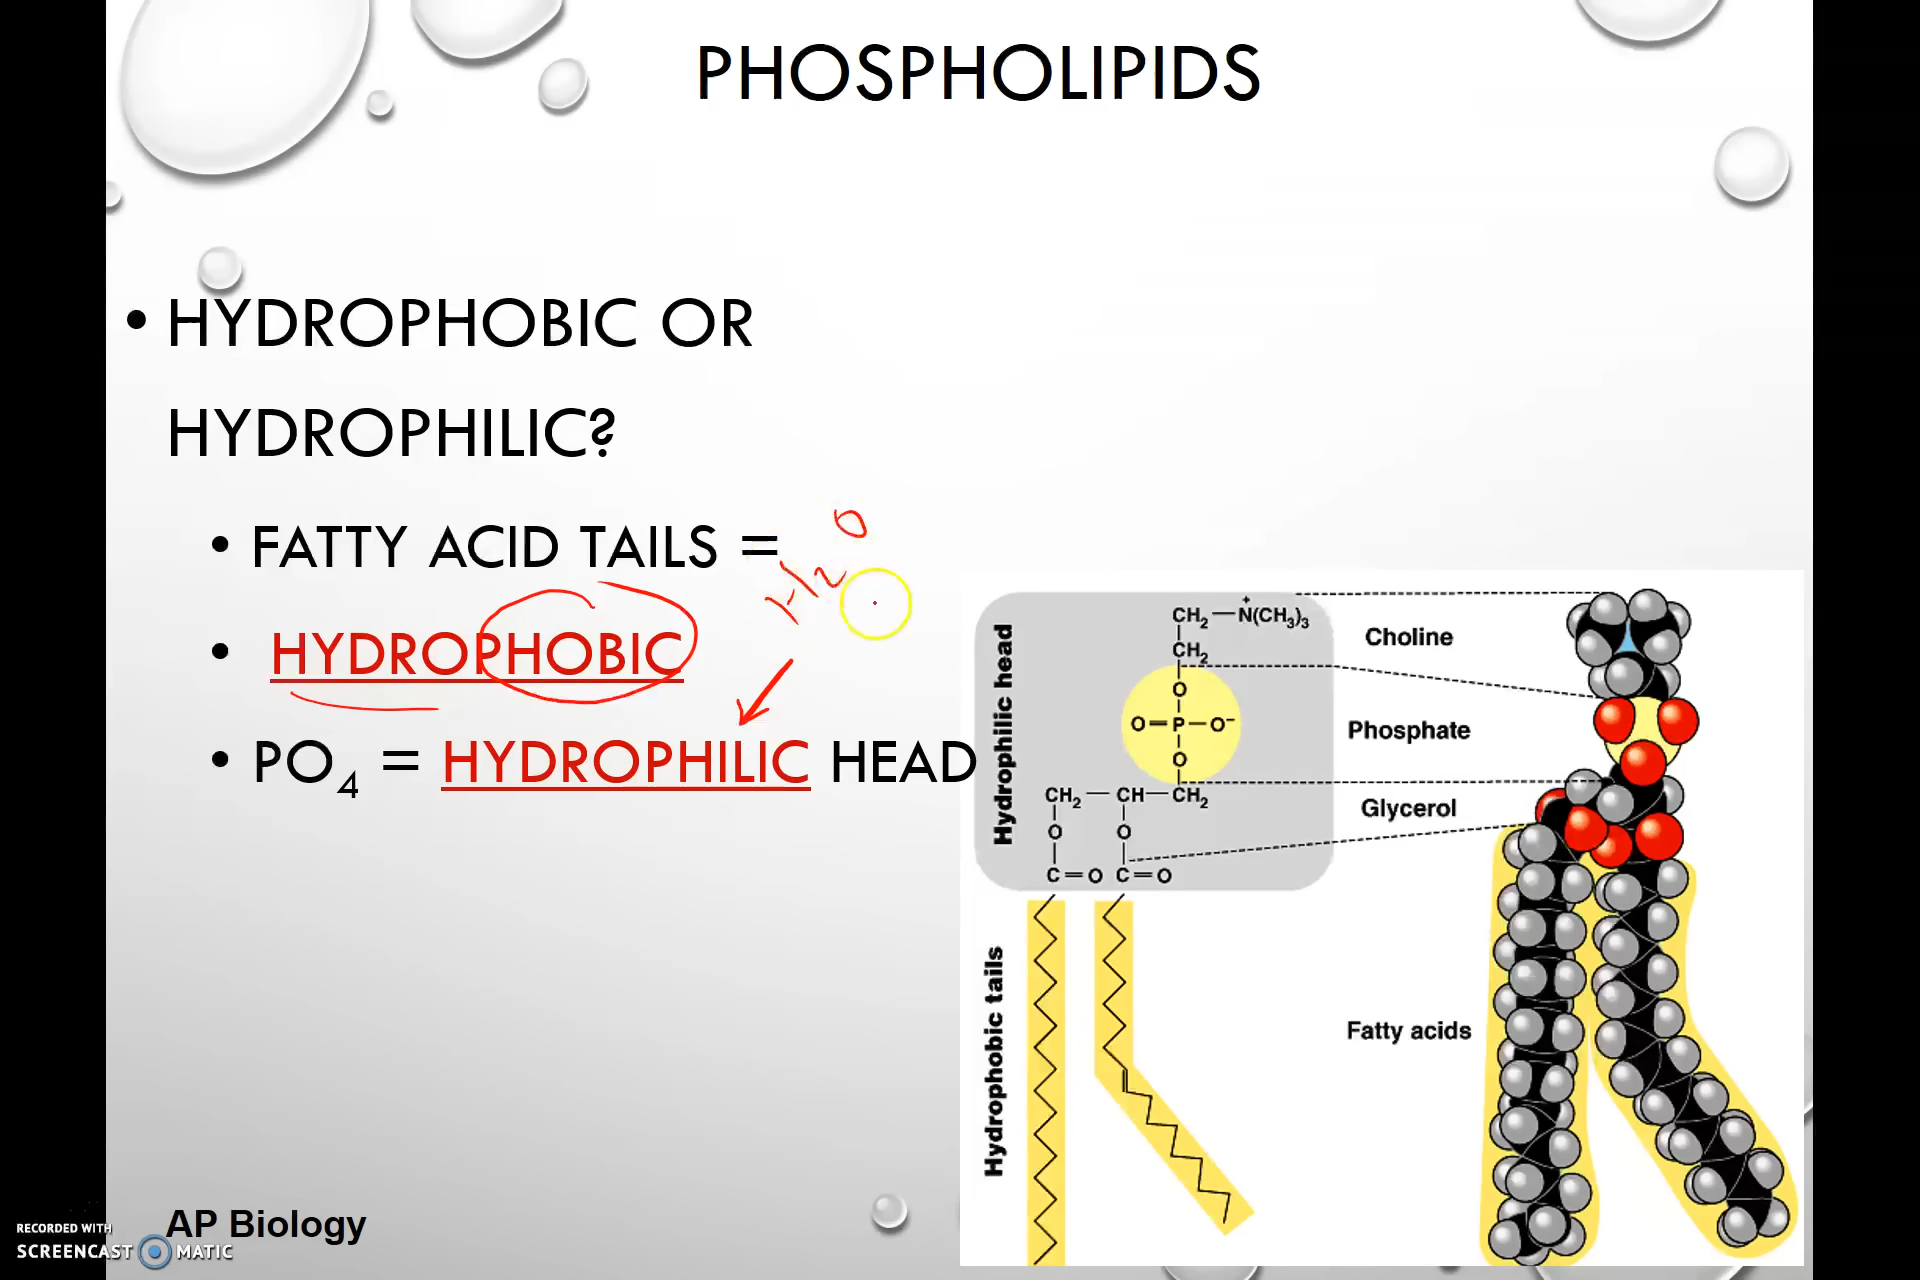 PHOSPHOLIPIDS
• HYDROPHOBIC OR
HYDROPHILIC?
• FATTY ACID TAILS =
H2O
• HYDROPHOBIC
• PO4 = HYDROPHILIC HEAD
Hydrophilic head
CH2—N+(CH3)3
CH2
O
O=P—O−
O
CH2—CH—CH2
O O
C=O C=O
Choline
Phosphate
Glycerol
Hydrophobic tails
Fatty acids
AP Biology
RECORDED WITH
SCREENCAST MATIC